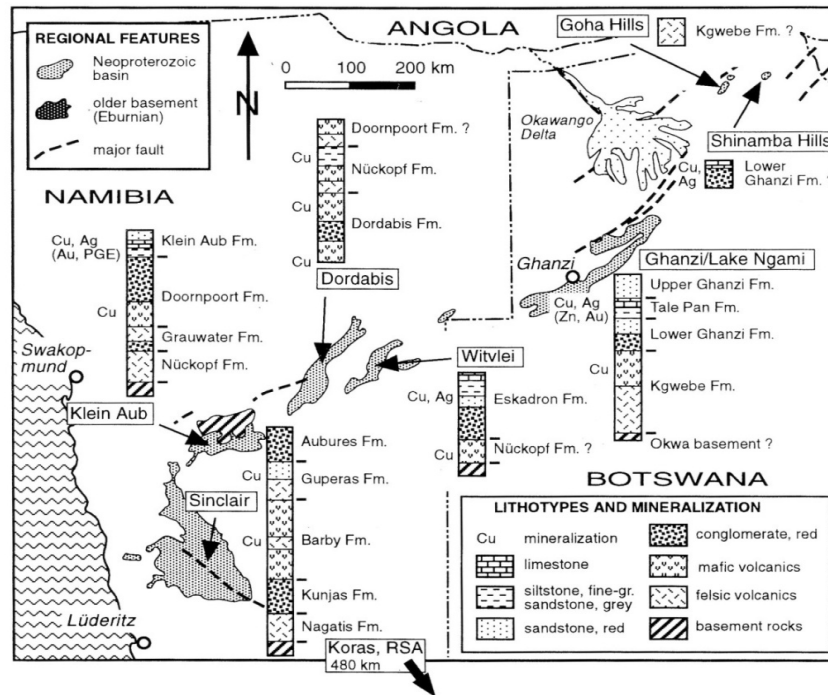 ANGOLA
REGIONAL FEATURES
Neoproterozoic
basin
older basement
(Eburnian)
major fault
N
0 100 200 km
Goha Hills
Kgwebe Fm. ?
Okawango
Delta
Shinamba Hills
Cu,
Ag
Lower
Ghanzi Fm. ?
NAMIBIA
Doornpoort Fm. ?
Cu
Nückopf Fm.
Cu
Dordabis Fm.
Cu
Dordabis
Cu, Ag
(Au, PGE)
Klein Aub Fm.
Doornpoort Fm.
Cu
Grauwater Fm.
Nückopf Fm.
Swakop-
mund
Klein Aub
Ghanzi
Ghanzi/Lake Ngami
Cu, Ag
(Zn, Au)
Upper Ghanzi Fm.
Tale Pan Fm.
Lower Ghanzi Fm.
Cu
Kgwebe Fm.
Okwa basement ?
Witvlei
Cu, Ag
Eskadron Fm.
Cu
Nückopf Fm. ?
BOTSWANA
Sinclair
Aubures Fm.
Cu
Guperas Fm.
Cu
Barby Fm.
Kunjas Fm.
Nagatis Fm.
Lüderitz
Koras, RSA
480 km
LITHOTYPES AND MINERALIZATION
Cu mineralization
limestone
siltstone, fine-gr.
sandstone, grey
sandstone, red
conglomerate, red
mafic volcanics
felsic volcanics
basement rocks